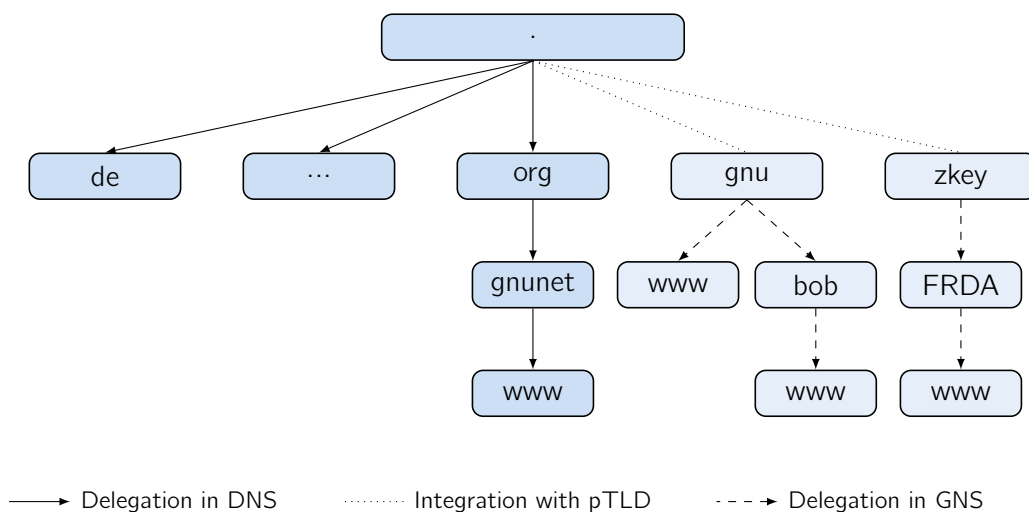 .
de
...
org
gnu
zkey
gnunet
www
bob
FRDA
www
www
www
Delegation in DNS
Integration with pTLD
Delegation in GNS